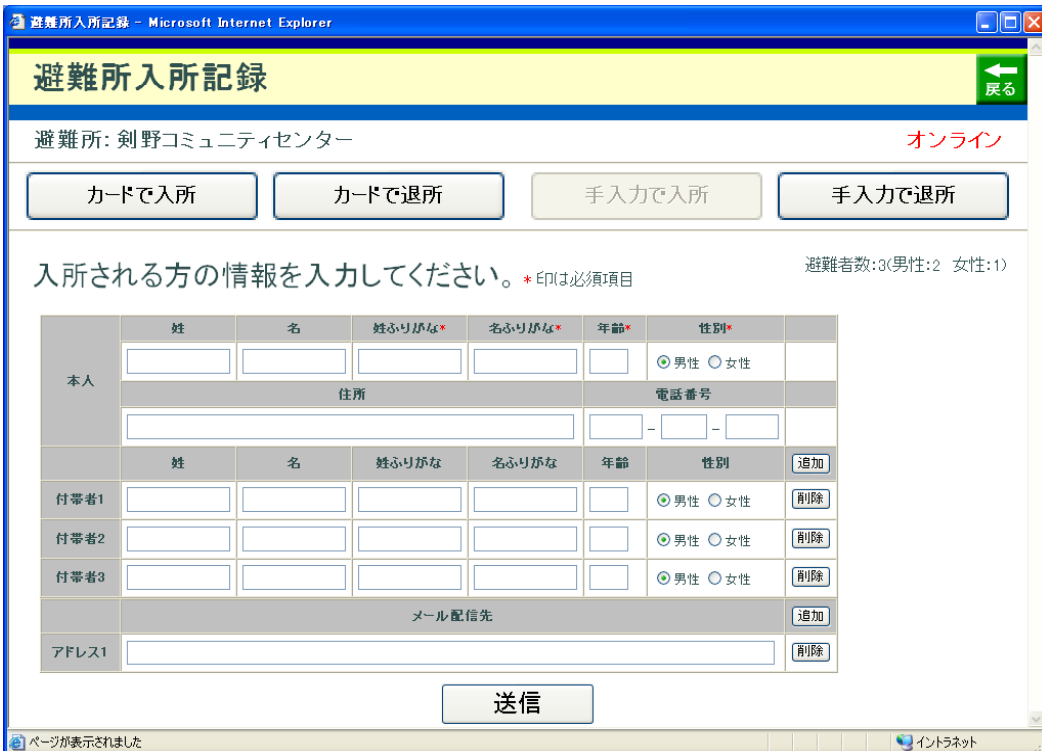 避難所入所記録 - Microsoft Internet Explorer
避難所入所記録
戻る
避難所: 剣野コミュニティセンター
オンライン
カードで入所 カードで退所 手入力で入所 手入力で退所
入所される方の情報を入力してください。 *印は必須項目
避難者数:3(男性:2 女性:1)
姓 名 姓ふりがな* 名ふりがな* 年齢* 性別*
本人 男性 女性
住所 電話番号
- -
姓 名 姓ふりがな 名ふりがな 年齢 性別 追加
付帯者1 男性 女性 削除
付帯者2 男性 女性 削除
付帯者3 男性 女性 削除
メール配信先 追加
アドレス1 削除
送信
ページが表示されました イントラネット